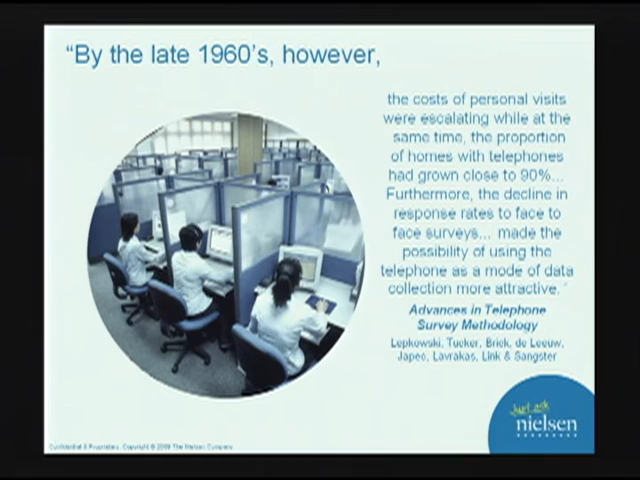 “By the late 1960’s, however,
the costs of personal visits
were escalating while at the
same time, the proportion
of homes with telephones
had grown close to 90%...
Furthermore, the decline in
response rates to face to
face surveys... made the
possibility of using the
telephone as a mode of data
collection more attractive.”
Advances in Telephone
Survey Methodology
Lepkowski, Tucker, Brick, de Leeuw,
Japec, Lavrakas, Link & Sangster
Just ask
nielsen
Confidential & Proprietary, Copyright © 2009 The Nielsen Company